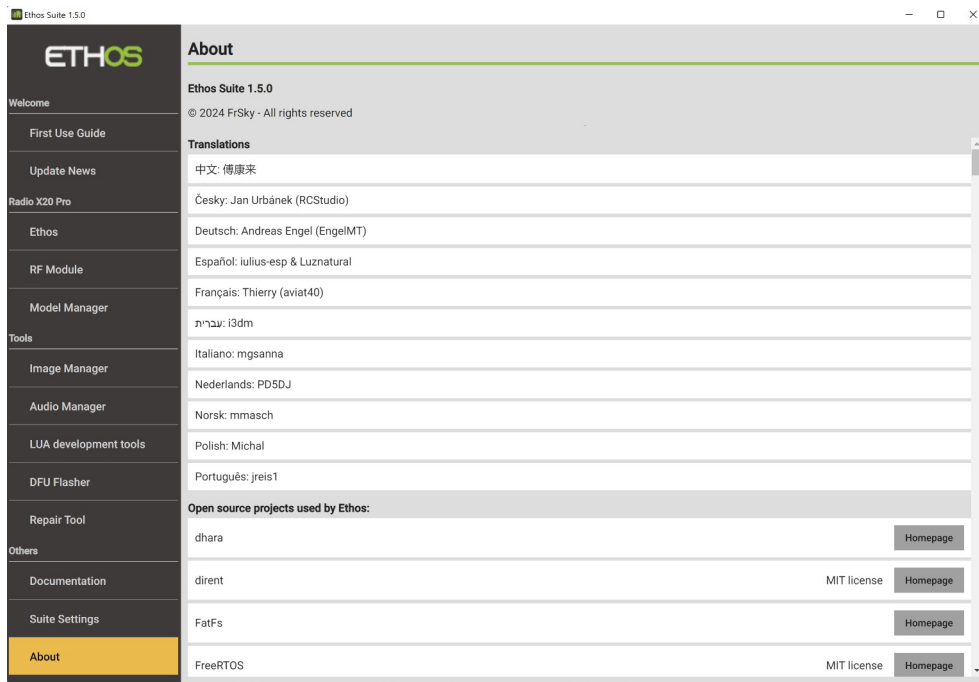 Ethos Suite 1.5.0
ETHOS
Welcome
First Use Guide
Update News
Radio X20 Pro
Ethos
RF Module
Model Manager
Tools
Image Manager
Audio Manager
LUA development tools
DFU Flasher
Repair Tool
Others
Documentation
Suite Settings
About
About
Ethos Suite 1.5.0
© 2024 FrSky - All rights reserved
Translations
中文: 傅康来
Česky: Jan Urbánek (RCStudio)
Deutsch: Andreas Engel (EngelMT)
Español: iulius-esp & Luznatural
Français: Thierry (aviat40)
עברית: i3dm
Italiano: mgsanna
Nederlands: PD5DJ
Norsk: mmasch
Polish: Michal
Português: jreis1
Open source projects used by Ethos:
dhara Homepage
dirent MIT license Homepage
FatFs Homepage
FreeRTOS MIT license Homepage